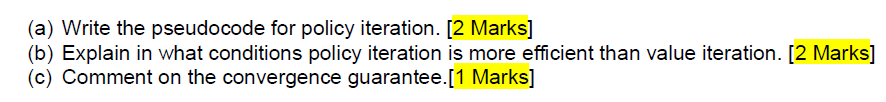 (a) Write the pseudocode for policy iteration. [2 Marks]
(b) Explain in what conditions policy iteration is more efficient than value iteration. [2 Marks]
(c) Comment on the convergence guarantee.[1 Marks]